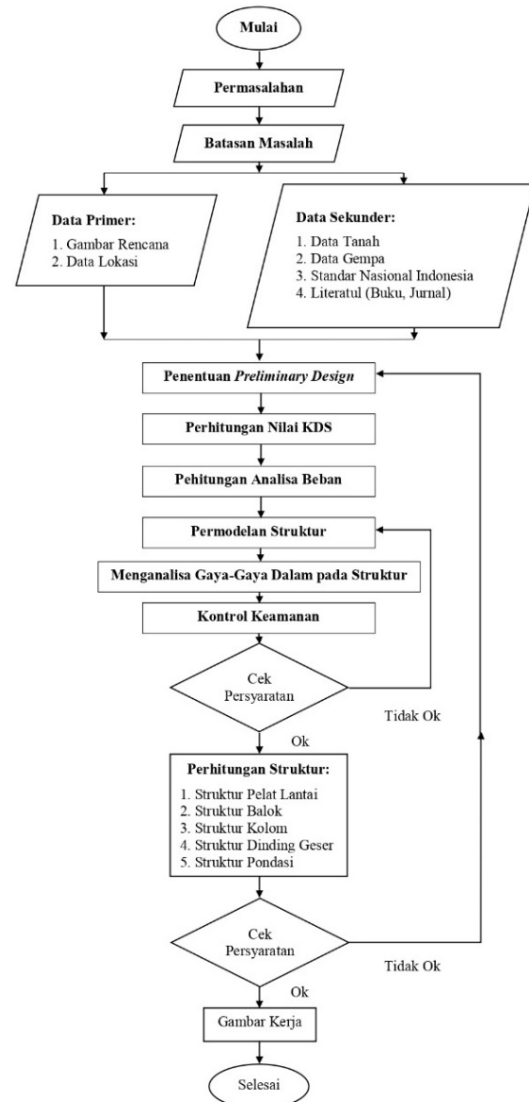 Mulai
Permasalahan
Batasan Masalah
Data Primer:
1. Gambar Rencana
2. Data Lokasi
Data Sekunder:
1. Data Tanah
2. Data Gempa
3. Standar Nasional Indonesia
4. Literatul (Buku, Jurnal)
Penentuan Preliminary Design
Perhitungan Nilai KDS
Pehitungan Analisa Beban
Permodelan Struktur
Menganalisa Gaya-Gaya Dalam pada Struktur
Kontrol Keamanan
Cek
Persyaratan
Tidak Ok
Ok
Perhitungan Struktur:
1. Struktur Pelat Lantai
2. Struktur Balok
3. Struktur Kolom
4. Struktur Dinding Geser
5. Struktur Pondasi
Cek
Persyaratan
Tidak Ok
Ok
Gambar Kerja
Selesai